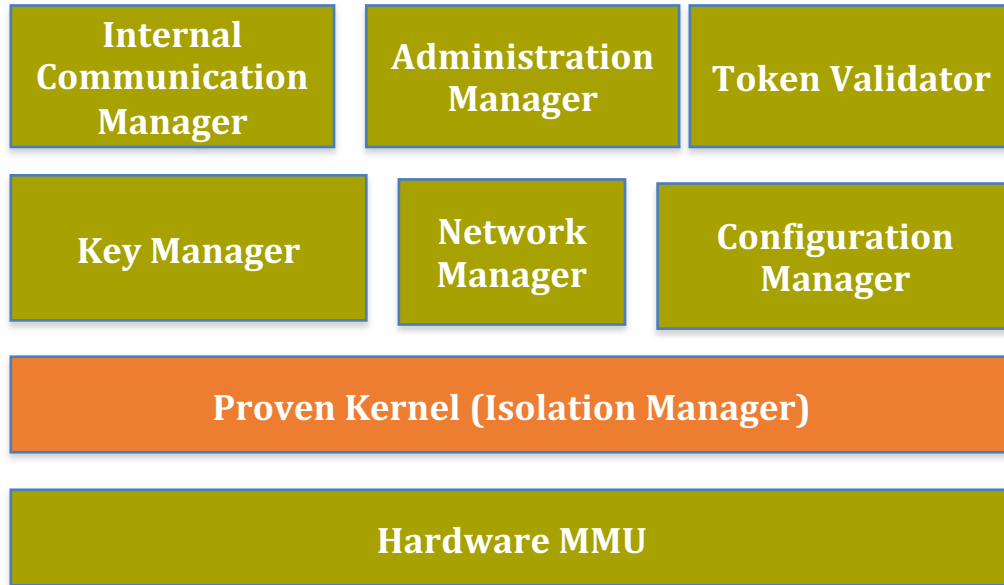 Internal
Communication
Manager
Administration
Manager
Token Validator
Key Manager
Network
Manager
Configuration
Manager
Proven Kernel (Isolation Manager)
Hardware MMU